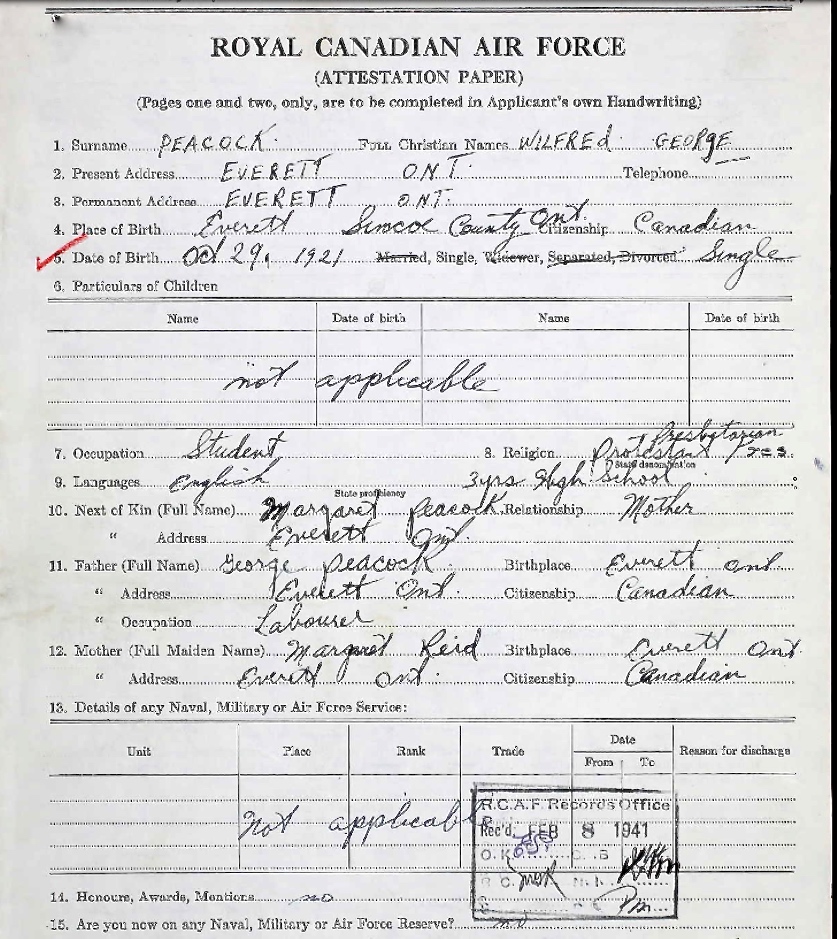 ROYAL CANADIAN AIR FORCE
(ATTESTATION PAPER)
(Pages one and two, only, are to be completed in Applicant's own Handwriting)
1. Surname PEACOCK Full Christian Names WILFREd GEORgE
2. Present Address EVERETT ONT. Telephone
3. Permanent Address EVERETT ONT.
4. Place of Birth Everett Simcoe County Ont. Citizenship Canadian
5. Date of Birth Oct 29, 1921 Married, Single, Widower, Separated, Divorced Single
6. Particulars of Children
Name Date of birth Name Date of birth
not applicable
Presbyterian
7. Occupation Student 8. Religion Protestant
State denomination
9. Languages English 3yrs High School
State proficiency
10. Next of Kin (Full Name) Margaret Peacock Relationship Mother
" Address Everett Ont.
11. Father (Full Name) George Peacock Birthplace Everett Ont
" Address Everett Ont. Citizenship Canadian
" Occupation Labourer
12. Mother (Full Maiden Name) Margaret Reid Birthplace Everett Ont.
" Address Everett Ont. Citizenship Canadian
13. Details of any Naval, Military or Air Force Service:
Unit Place Rank Trade Date Reason for discharge
From To
Not applicable
R.C.A.F. Records Office
Rec'd. FEB 8 1941
14. Honours, Awards, Mentions no
15. Are you now on any Naval, Military or Air Force Reserve? no